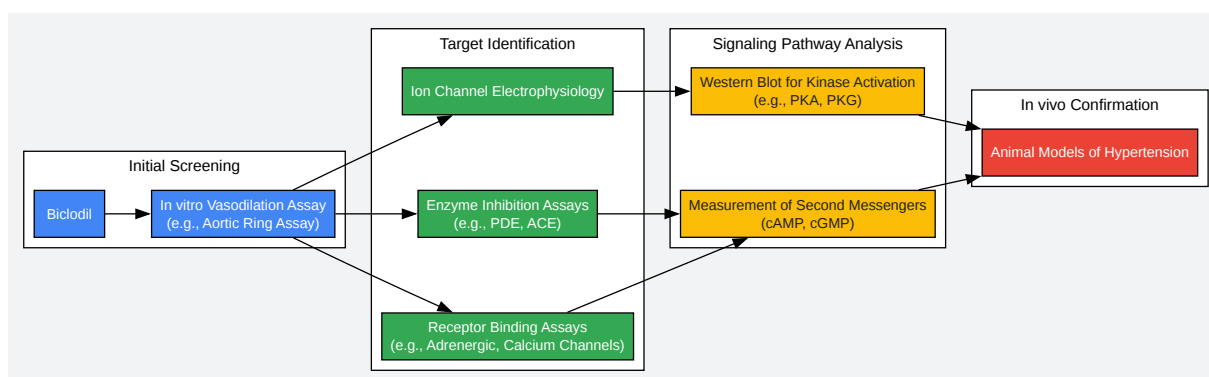 Initial Screening
Biclodil
In vitro Vasodilation Assay
(e.g., Aortic Ring Assay)
Target Identification
Ion Channel Electrophysiology
Enzyme Inhibition Assays
(e.g., PDE, ACE)
Receptor Binding Assays
(e.g., Adrenergic, Calcium Channels)
Signaling Pathway Analysis
Western Blot for Kinase Activation
(e.g., PKA, PKG)
Measurement of Second Messengers
(cAMP, cGMP)
In vivo Confirmation
Animal Models of Hypertension